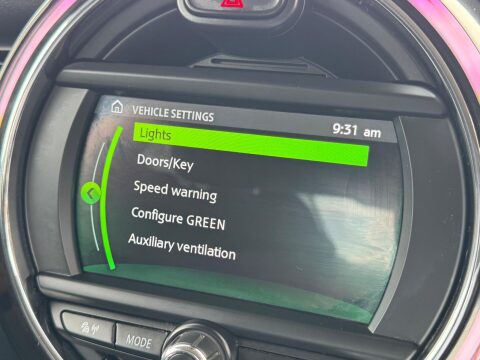 VEHICLE SETTINGS
9:31 am
Lights
Doors/Key
Speed warning
Configure GREEN
Auxiliary ventilation
MODE